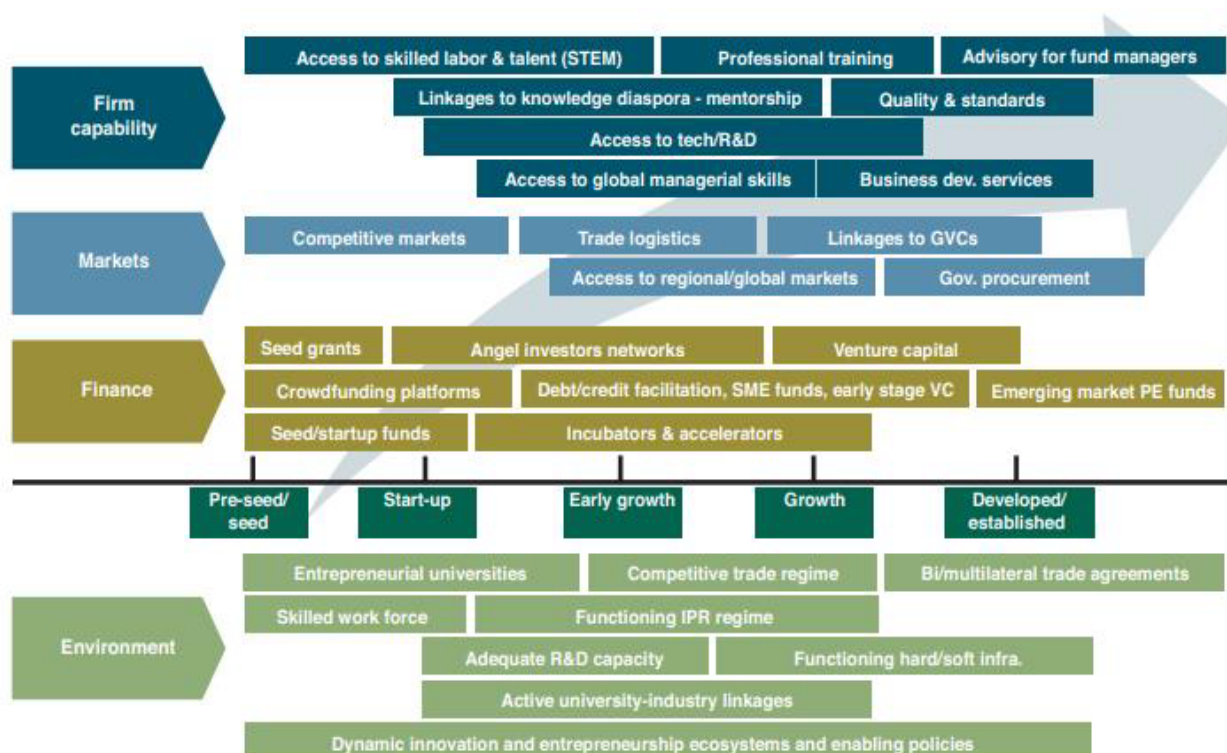 Access to skilled labor & talent (STEM)
Professional training
Advisory for fund managers
Firm
capability
Linkages to knowledge diaspora - mentorship
Quality & standards
Access to tech/R&D
Access to global managerial skills
Business dev. services
Markets
Competitive markets
Trade logistics
Linkages to GVCs
Access to regional/global markets
Gov. procurement
Finance
Seed grants
Angel investors networks
Venture capital
Crowdfunding platforms
Debt/credit facilitation, SME funds, early stage VC
Emerging market PE funds
Seed/startup funds
Incubators & accelerators
Pre-seed/
seed
Start-up
Early growth
Growth
Developed/
established
Environment
Entrepreneurial universities
Competitive trade regime
Bi/multilateral trade agreements
Skilled work force
Functioning IPR regime
Adequate R&D capacity
Functioning hard/soft infra.
Active university-industry linkages
Dynamic innovation and entrepreneurship ecosystems and enabling policies